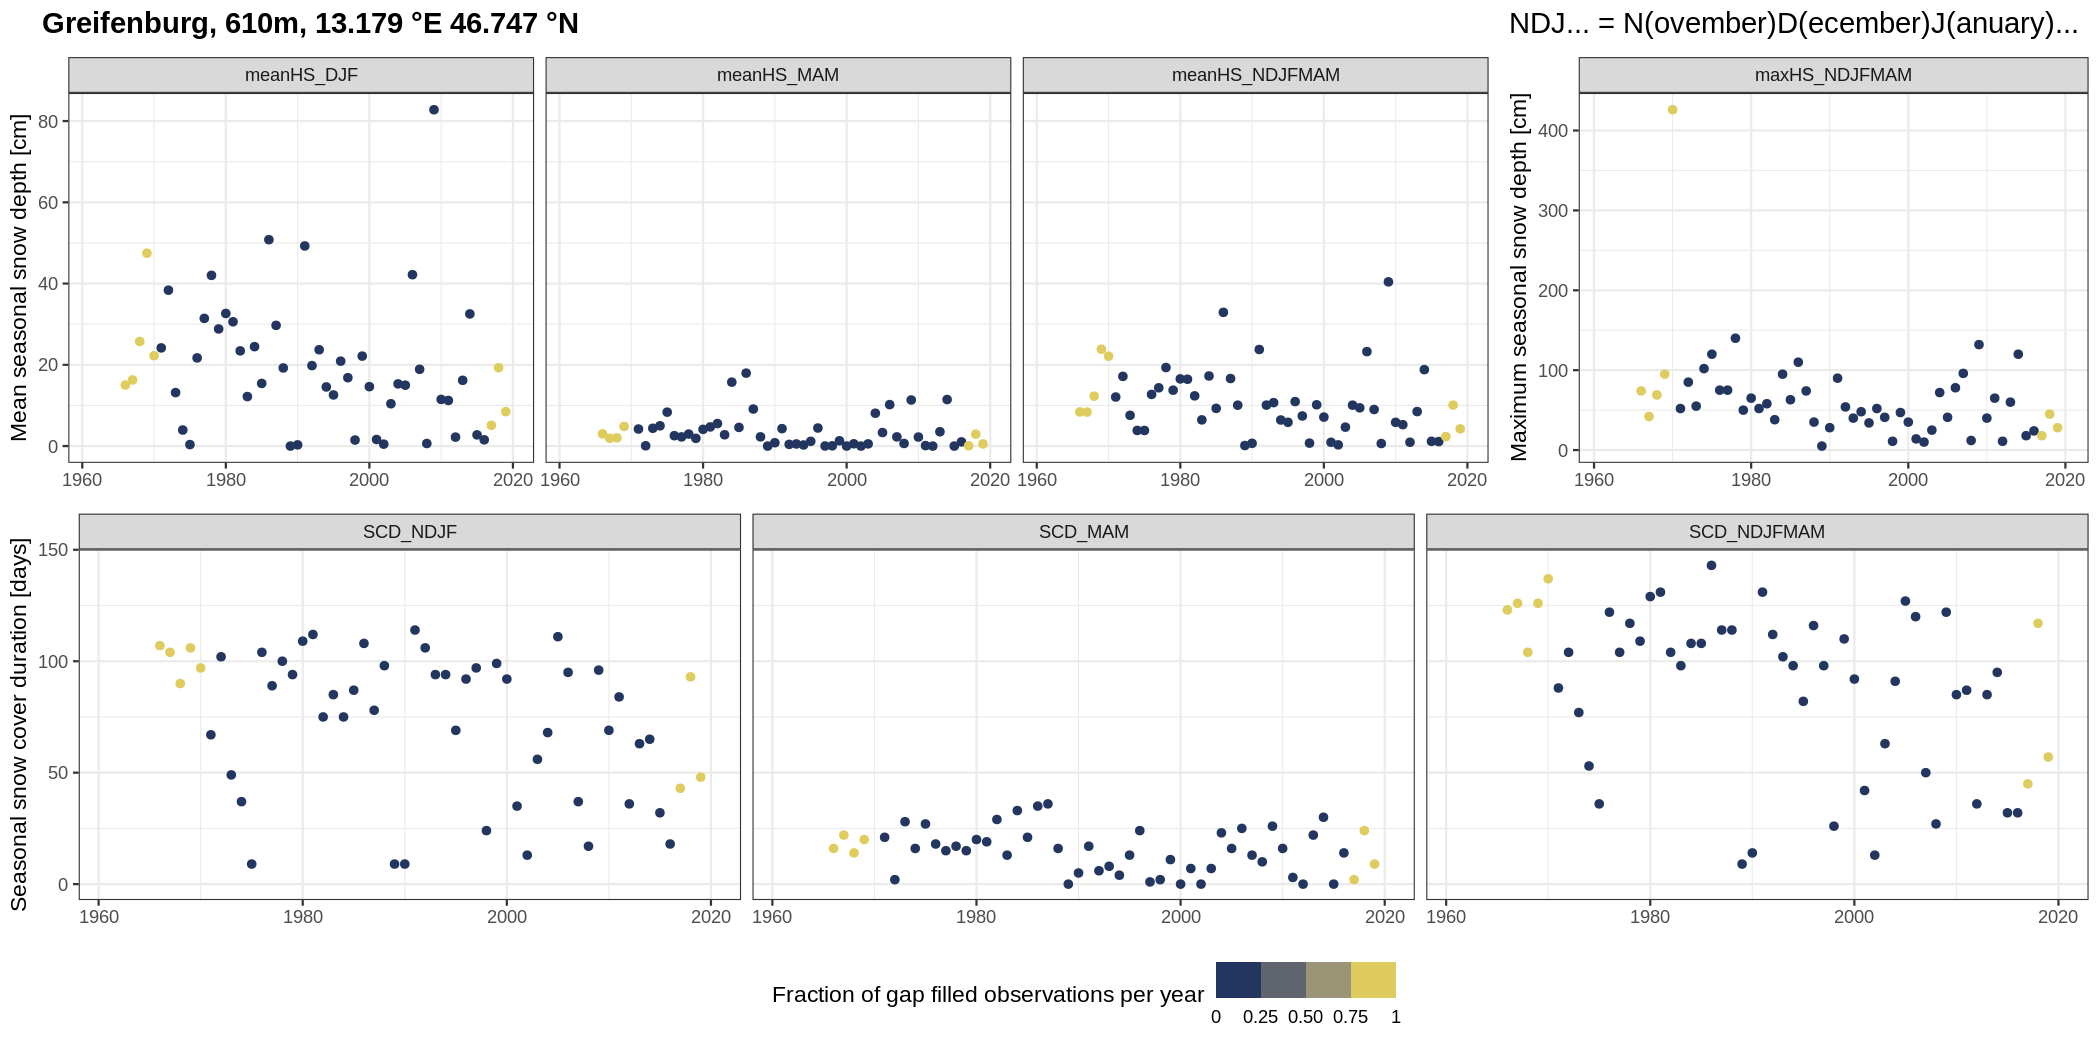 Greifenburg, 610m, 13.179 °E 46.747 °N
NDJ... = N(ovember)D(ecember)J(anuary)...
meanHS_DJF
meanHS_MAM
meanHS_NDJFMAM
maxHS_NDJFMAM
Mean seasonal snow depth [cm]
80
60
40
20
0
1960 1980 2000 2020
1960 1980 2000 2020
1960 1980 2000 2020
Maximum seasonal snow depth [cm]
400
300
200
100
0
1960 1980 2000 2020
SCD_NDJF
SCD_MAM
SCD_NDJFMAM
Seasonal snow cover duration [days]
150
100
50
0
1960 1980 2000 2020
1960 1980 2000 2020
1960 1980 2000 2020
Fraction of gap filled observations per year
0 0.25 0.50 0.75 1